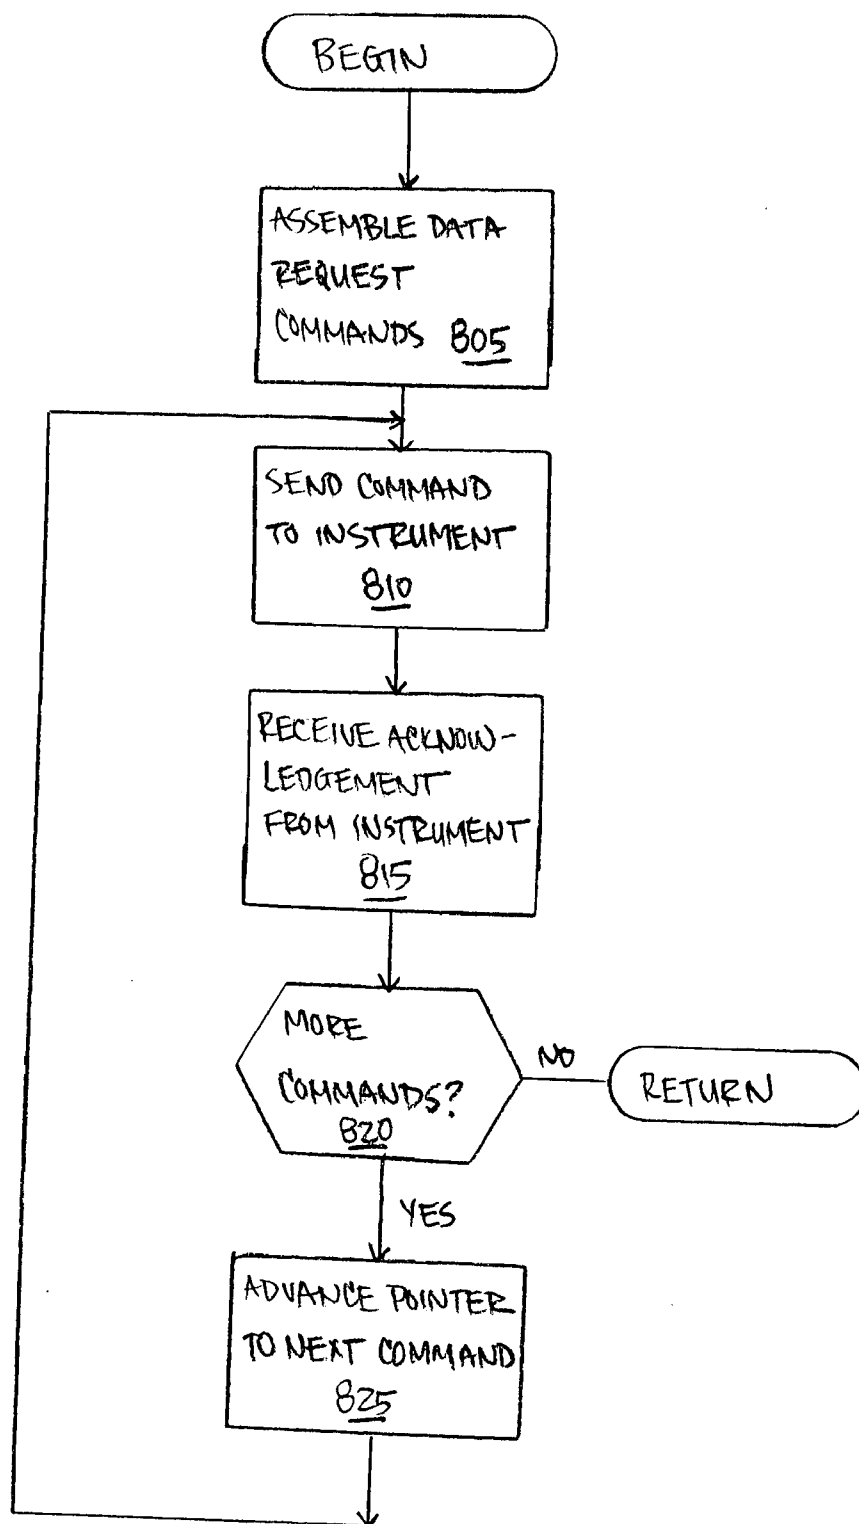 BEGIN
ASSEMBLE DATA
REQUEST
COMMANDS 805
SEND COMMAND
TO INSTRUMENT
810
RECEIVE ACKNOW-
LEDGEMENT
FROM INSTRUMENT
815
MORE
COMMANDS?
820
NO
RETURN
YES
ADVANCE POINTER
TO NEXT COMMAND
825